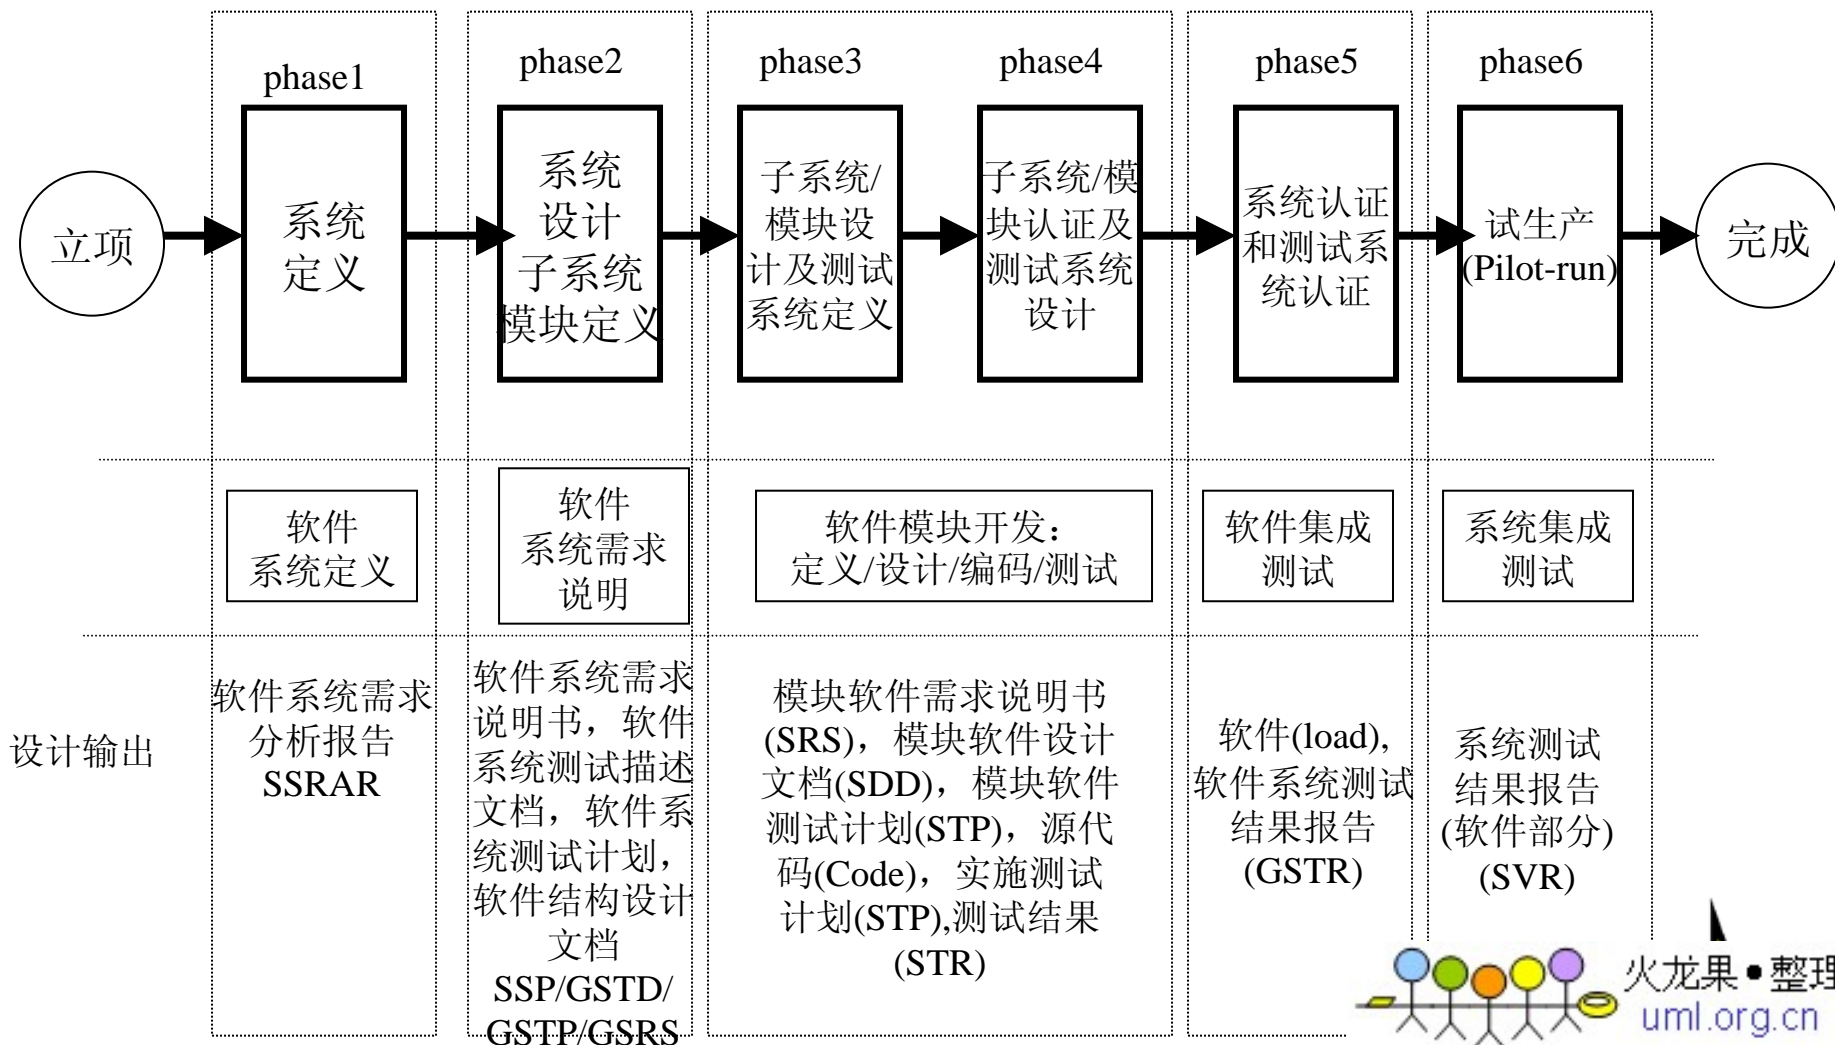 phase1
phase2
phase3
phase4
phase5
phase6
立项
系统
定义
系统
设计
子系统
模块定义
子系统/
模块设
计及测试
系统定义
子系统/模
块认证及
测试系统
设计
系统认证
和测试系
统认证
试生产
(Pilot-run)
完成
软件
系统定义
软件
系统需求
说明
软件模块开发：
定义/设计/编码/测试
软件集成
测试
系统集成
测试
设计输出
软件系统需求
分析报告
SSRAR
软件系统需求
说明书，软件
系统测试描述
文档，软件系
统测试计划，
软件结构设计
文档
SSP/GSTD/
GSTP/GSRS
模块软件需求说明书
(SRS)，模块软件设计
文档(SDD)，模块软件
测试计划(STP)，源代
码(Code)，实施测试
计划(STP),测试结果
(STR)
软件(load),
软件系统测试
结果报告
(GSTR)
系统测试
结果报告
(软件部分)
(SVR)
火龙果•整理
uml.org.cn